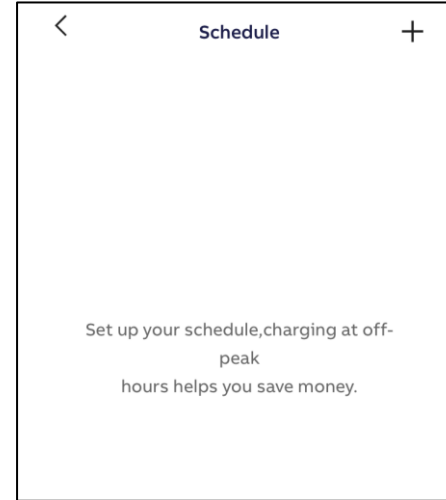 Schedule
Set up your schedule,charging at off-
peak
hours helps you save money.